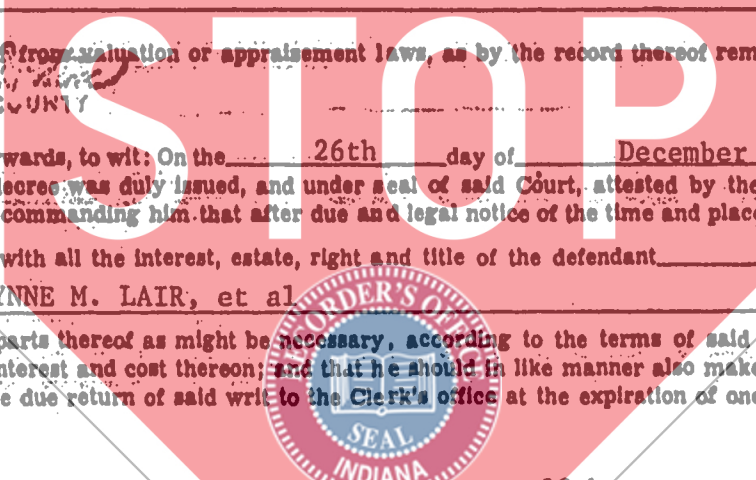 STOP
from valuation or appraisement laws, as by the record thereof rem
COUNTY
wards, to wit: On the 26th day of December
decree was duly issued, and under seal of said Court, attested by the
commanding him that after due and legal notice of the time and place
with all the interest, estate, right and title of the defendant
YNNE M. LAIR, et al
parts thereof as might be necessary, according to the terms of said
nterest and cost thereon; and that he should in like manner also make
e due return of said writ to the Clerk's office at the expiration of one
RECORDER'S OFFICE
SEAL
INDIANA